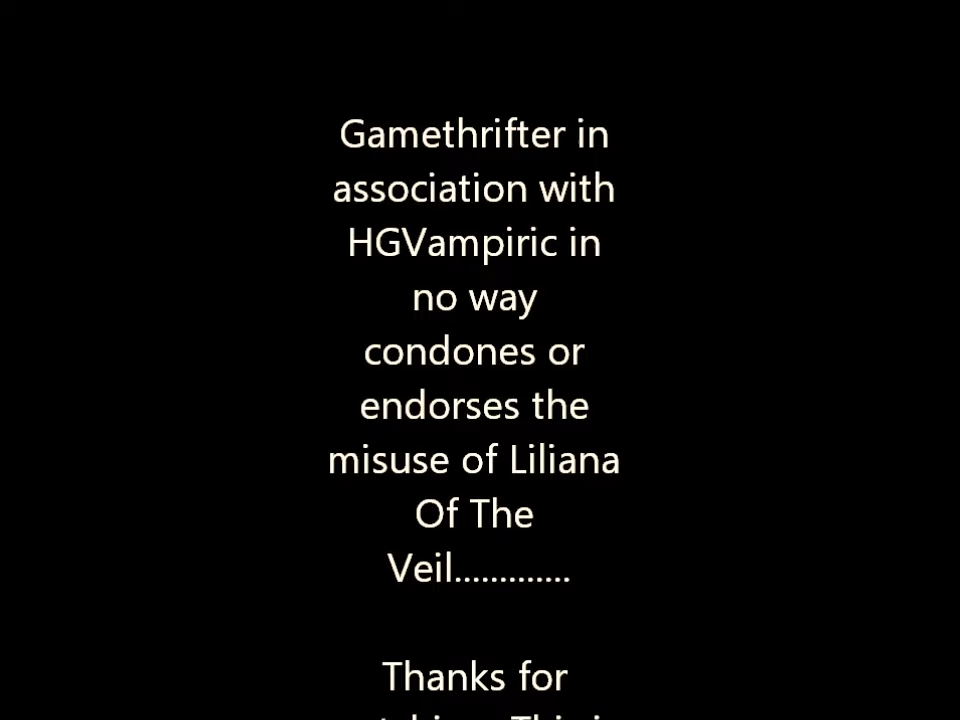 Gamethrifter in
association with
HGVampiric in
no way
condones or
endorses the
misuse of Liliana
Of The
Veil.............

Thanks for